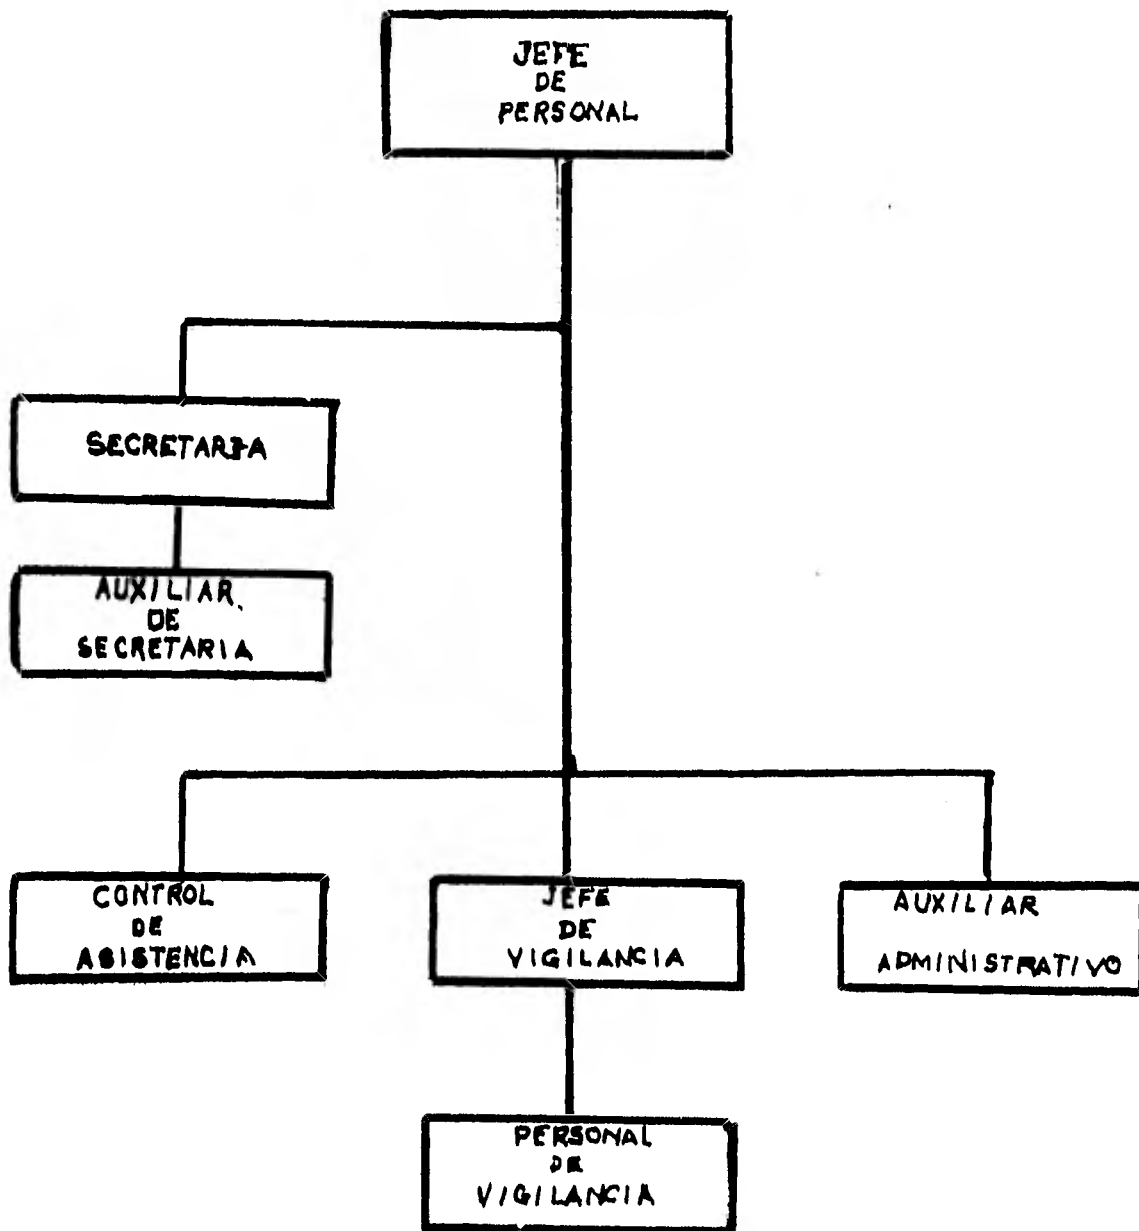 JEFE
DE
PERSONAL
SECRETARIA
AUXILIAR
DE
SECRETARIA
CONTROL
DE
ASISTENCIA
JEFE
DE
VIGILANCIA
AUXILIAR
ADMINISTRATIVO
PERSONAL
DE
VIGILANCIA